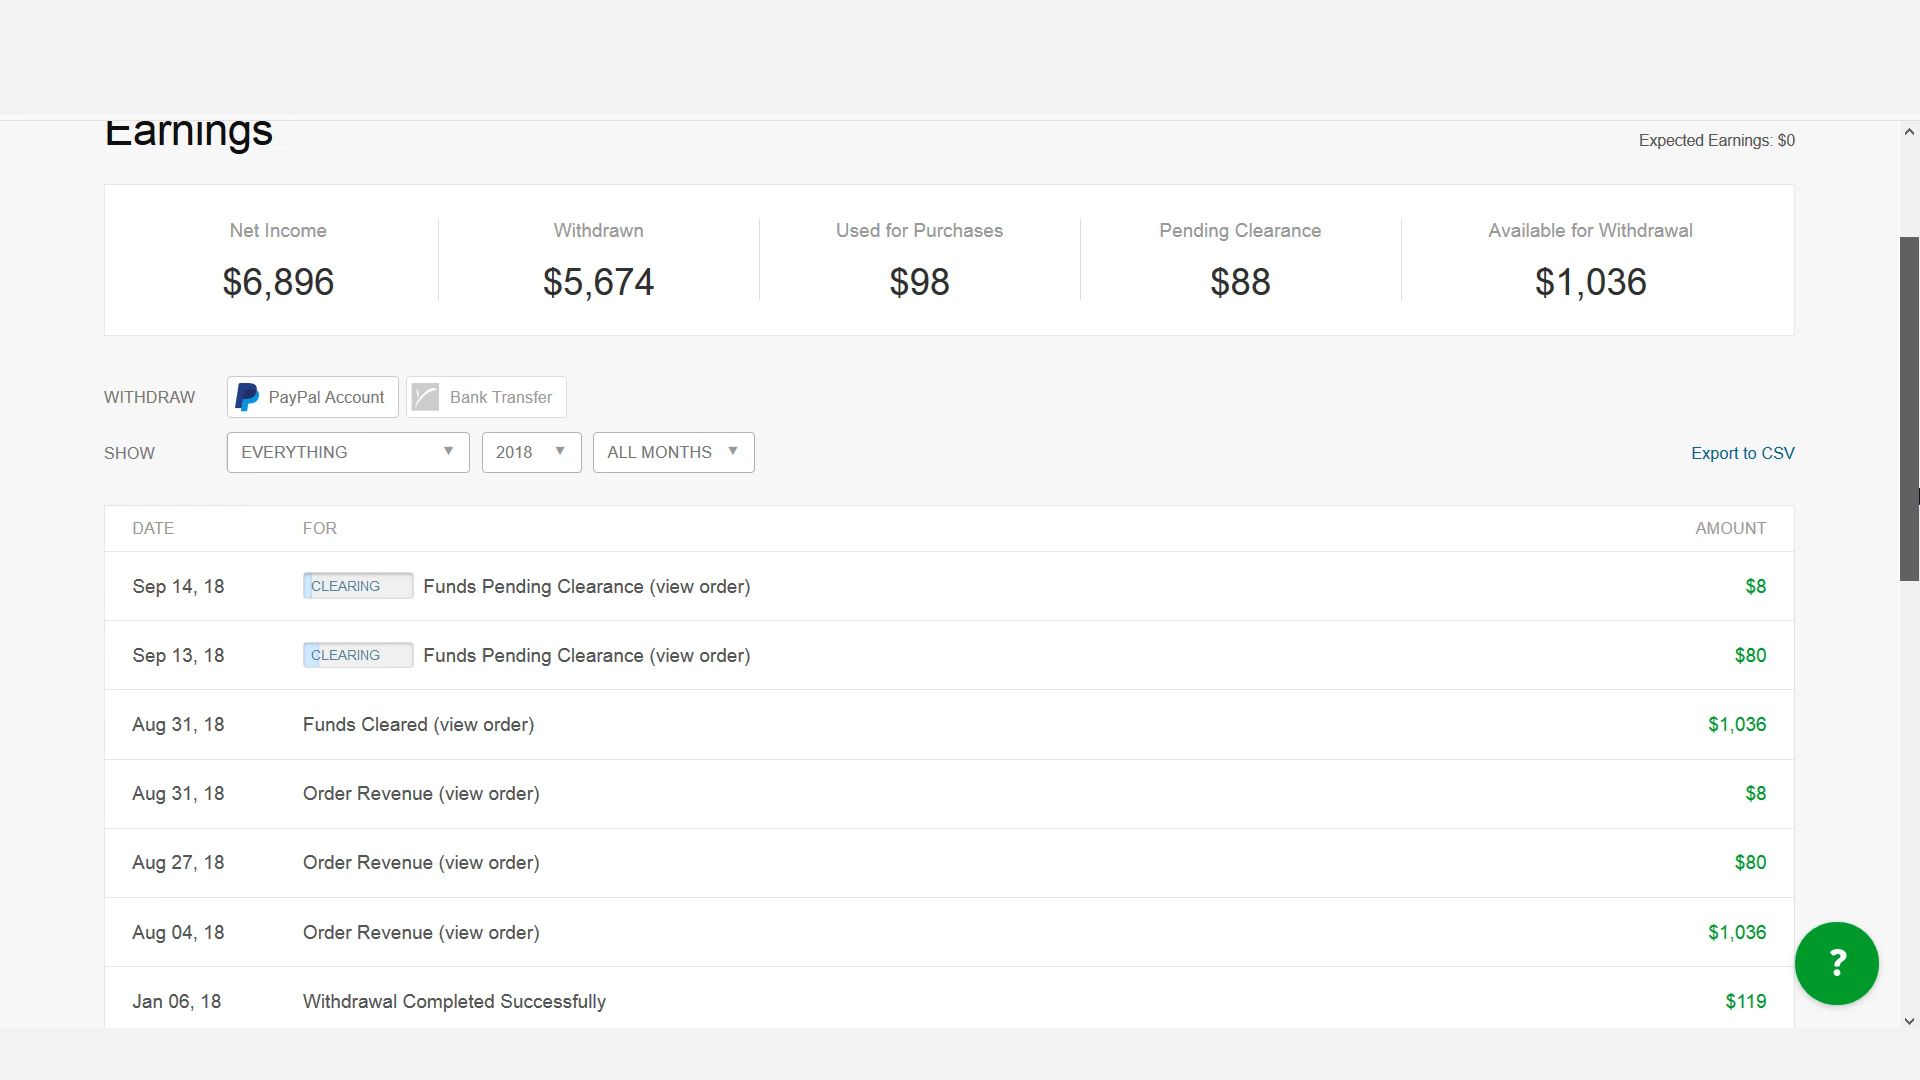 Earnings
Expected Earnings: $0
Net Income Withdrawn Used for Purchases Pending Clearance Available for Withdrawal
$6,896 $5,674 $98 $88 $1,036
WITHDRAW PayPal Account Bank Transfer
SHOW EVERYTHING 2018 ALL MONTHS Export to CSV
DATE FOR AMOUNT
Sep 14, 18 CLEARING Funds Pending Clearance (view order) $8
Sep 13, 18 CLEARING Funds Pending Clearance (view order) $80
Aug 31, 18 Funds Cleared (view order) $1,036
Aug 31, 18 Order Revenue (view order) $8
Aug 27, 18 Order Revenue (view order) $80
Aug 04, 18 Order Revenue (view order) $1,036
?
Jan 06, 18 Withdrawal Completed Successfully $119